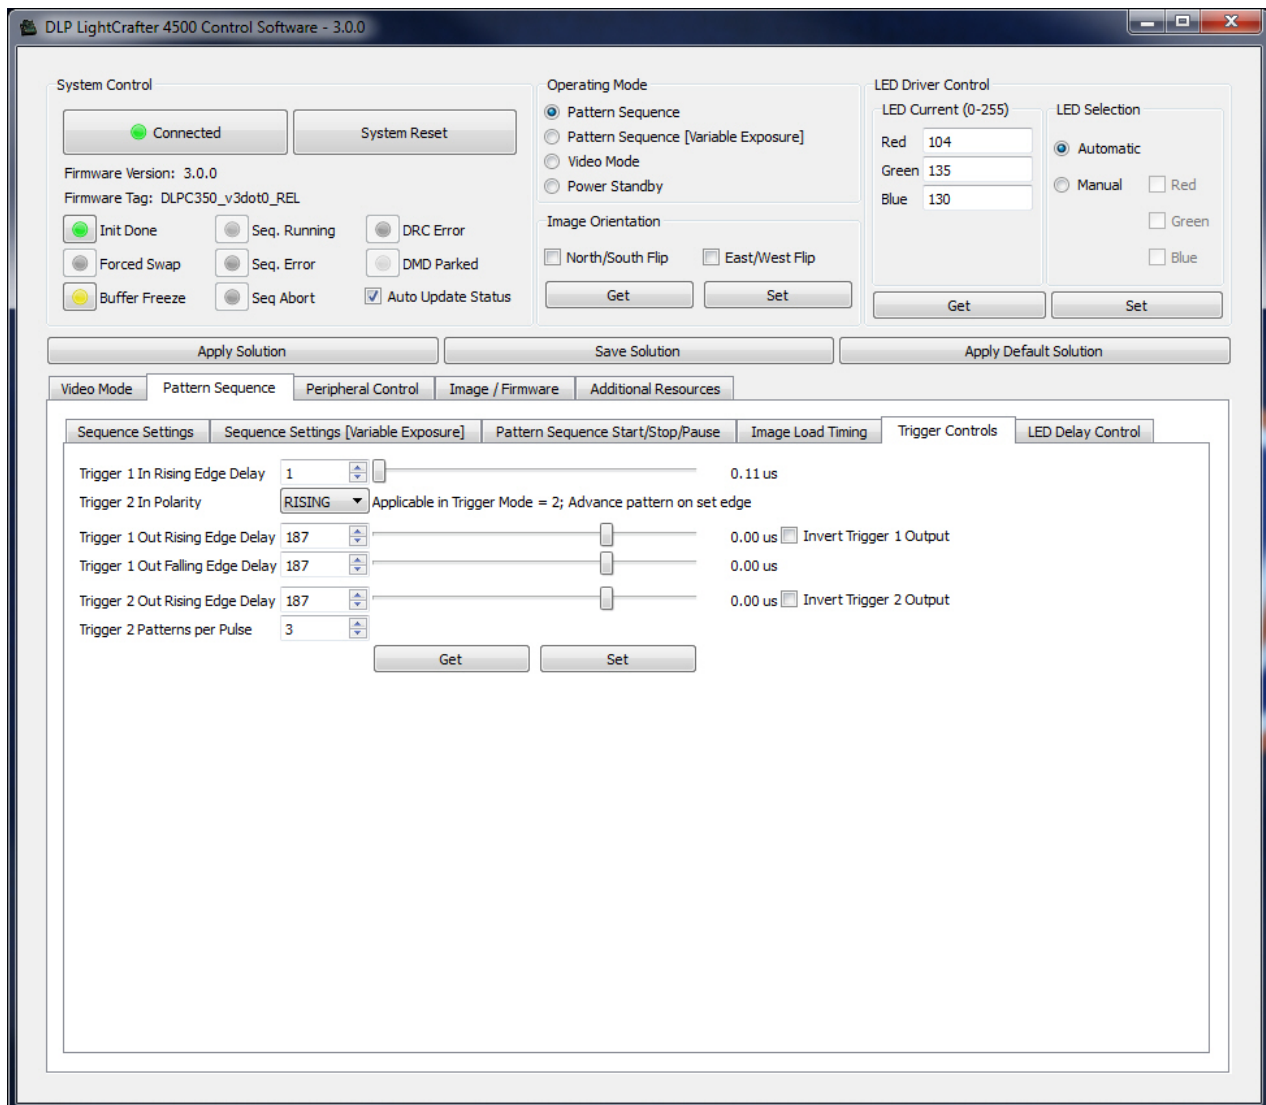 DLP LightCrafter 4500 Control Software - 3.0.0
System Control
Connected
System Reset
Firmware Version: 3.0.0
Firmware Tag: DLPC350_v3dot0_REL
Init Done
Seq. Running
DRC Error
Forced Swap
Seq. Error
DMD Parked
Buffer Freeze
Seq Abort
Auto Update Status
Operating Mode
Pattern Sequence
Pattern Sequence [Variable Exposure]
Video Mode
Power Standby
Image Orientation
North/South Flip
East/West Flip
Get
Set
LED Driver Control
LED Current (0-255)
Red 104
Green 135
Blue 130
LED Selection
Automatic
Manual
Red
Green
Blue
Get
Set
Apply Solution
Save Solution
Apply Default Solution
Video Mode
Pattern Sequence
Peripheral Control
Image / Firmware
Additional Resources
Sequence Settings
Sequence Settings [Variable Exposure]
Pattern Sequence Start/Stop/Pause
Image Load Timing
Trigger Controls
LED Delay Control
Trigger 1 In Rising Edge Delay 1 0.11 us
Trigger 2 In Polarity RISING Applicable in Trigger Mode = 2; Advance pattern on set edge
Trigger 1 Out Rising Edge Delay 187 0.00 us Invert Trigger 1 Output
Trigger 1 Out Falling Edge Delay 187 0.00 us
Trigger 2 Out Rising Edge Delay 187 0.00 us Invert Trigger 2 Output
Trigger 2 Patterns per Pulse 3
Get
Set